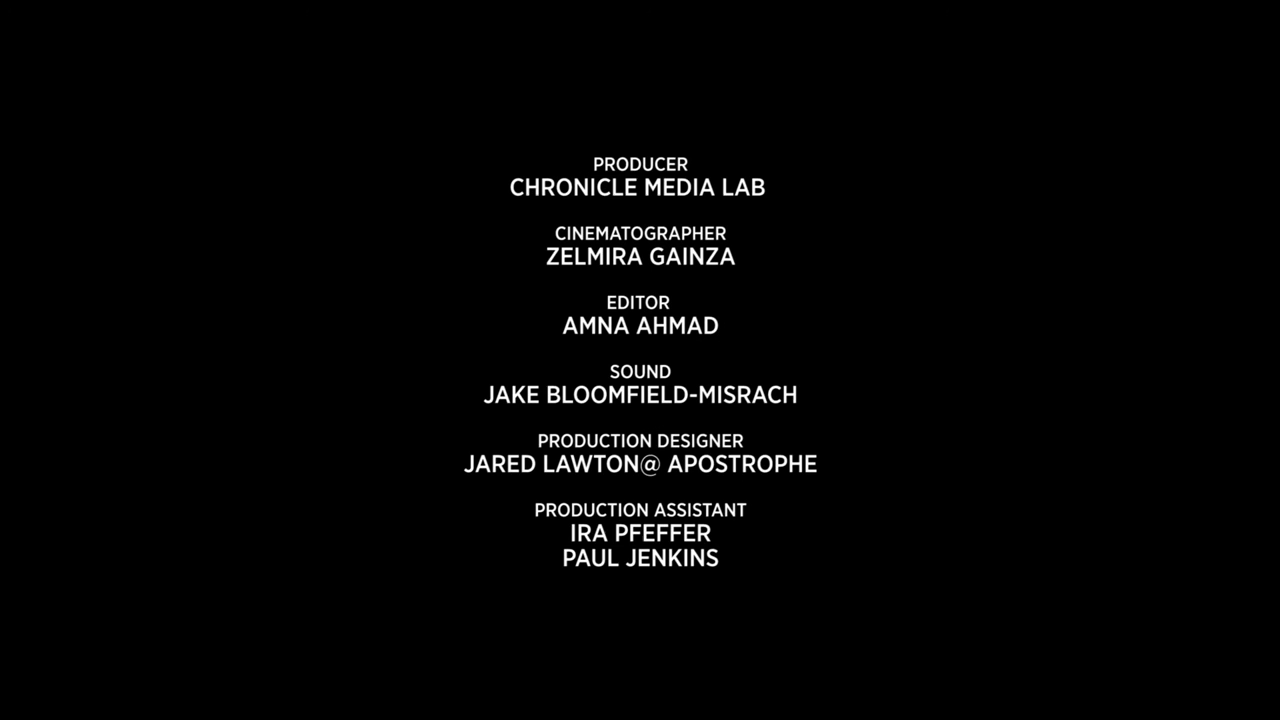 PRODUCER
CHRONICLE MEDIA LAB
CINEMATOGRAPHER
ZELMIRA GAINZA
EDITOR
AMNA AHMAD
SOUND
JAKE BLOOMFIELD-MISRACH
PRODUCTION DESIGNER
JARED LAWTON@ APOSTROPHE
PRODUCTION ASSISTANT
IRA PFEFFER
PAUL JENKINS